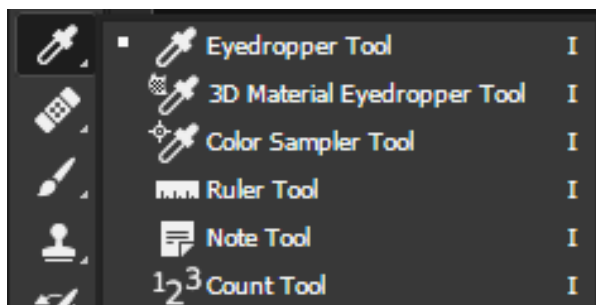 Eyedropper Tool I
3D Material Eyedropper Tool I
Color Sampler Tool I
Ruler Tool I
Note Tool I
123 Count Tool I